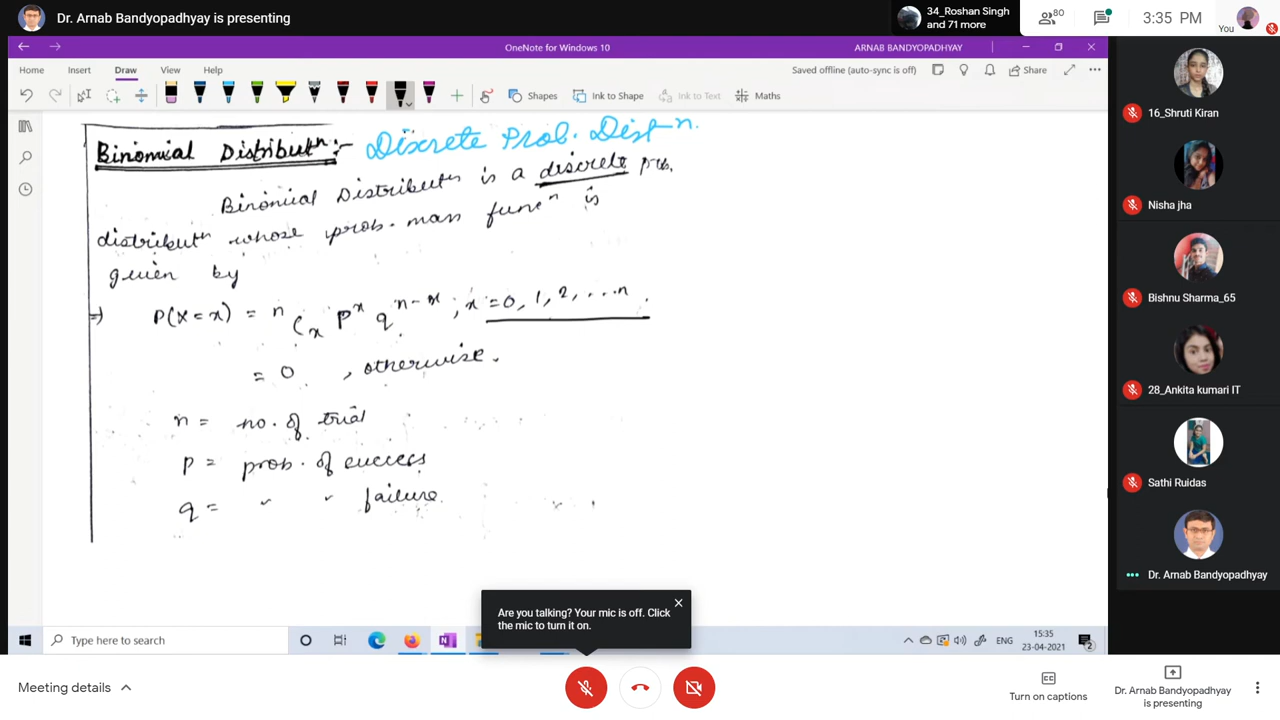 Dr. Arnab Bandyopadhyay is presenting
34_Roshan Singh
and 71 more
80
3:35 PM
You
OneNote for Windows 10
ARNAB BANDYOPADHYAY
Home Insert Draw View Help
Saved offline (auto-sync is off)
Share
Shapes
Ink to Shape
Ink to Text
Maths
Binomial Distributⁿ :-
Discrete Prob. Distⁿ.
Binomial Distributⁿ is a discrete prob.
distributⁿ whose prob. mass funcⁿ is
given by
⇒ P(X=x) = ⁿCₓ pˣ qⁿ⁻ˣ ; x = 0, 1, 2, ...n.
= 0 , otherwise.
n = no. of trial
p = prob. of success
q = " " failure.
16_Shruti Kiran
Nisha jha
Bishnu Sharma_65
28_Ankita kumari IT
Sathi Ruidas
Dr. Arnab Bandyopadhyay
Are you talking? Your mic is off. Click
the mic to turn it on.
Type here to search
ENG
15:35
23-04-2021
2
Meeting details
Turn on captions
Dr. Arnab Bandyopadhyay
is presenting